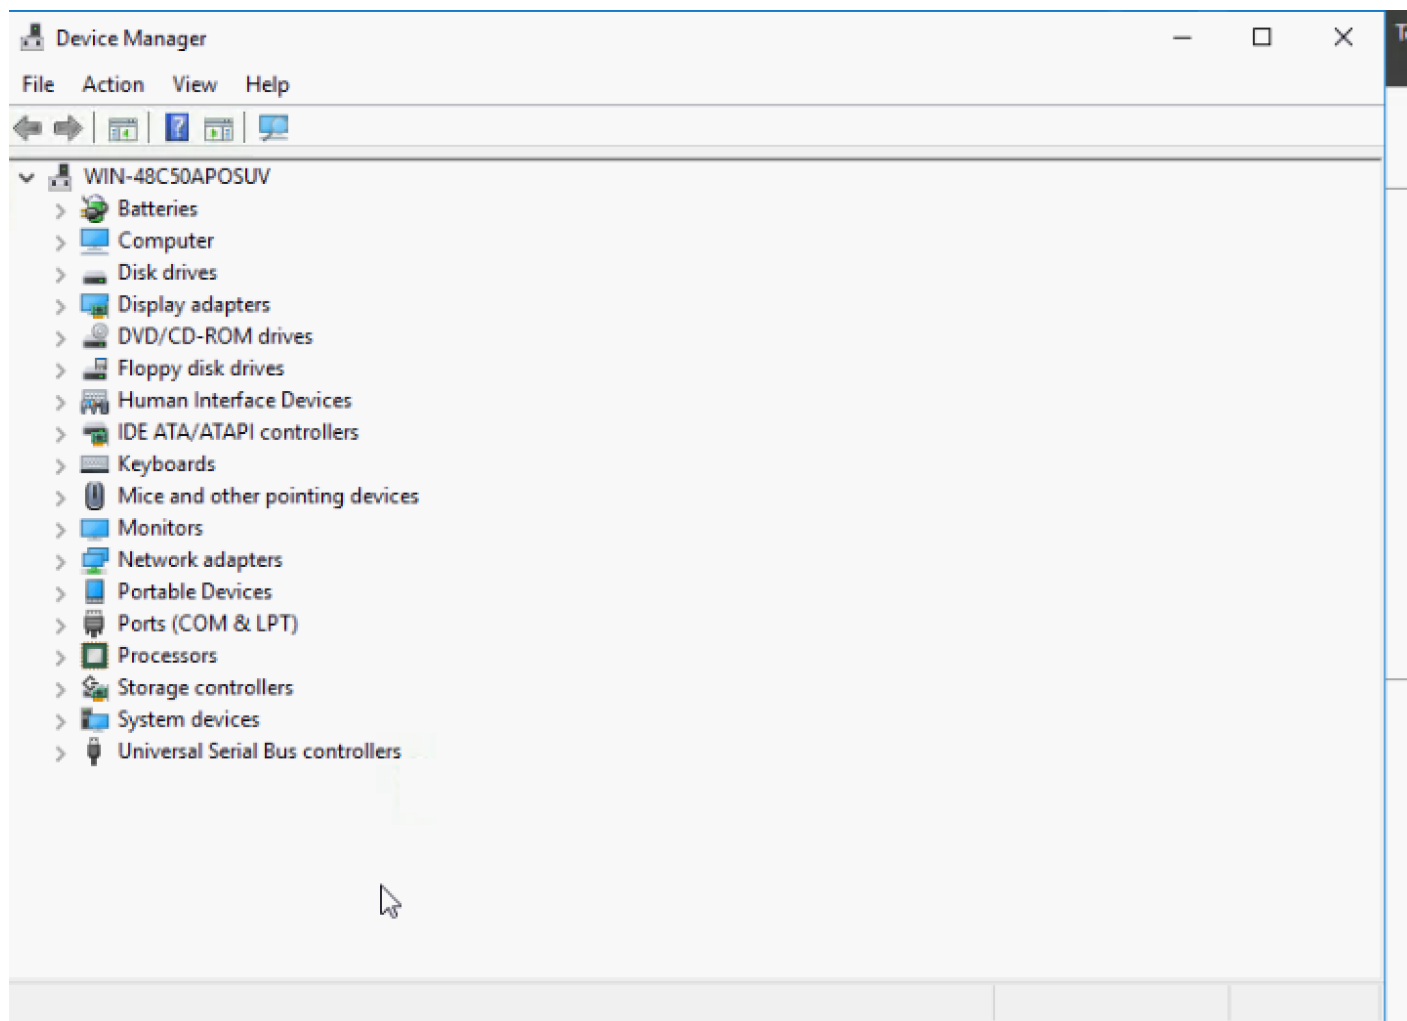 Device Manager
File Action View Help
WIN-48C50APOSUV
Batteries
Computer
Disk drives
Display adapters
DVD/CD-ROM drives
Floppy disk drives
Human Interface Devices
IDE ATA/ATAPI controllers
Keyboards
Mice and other pointing devices
Monitors
Network adapters
Portable Devices
Ports (COM & LPT)
Processors
Storage controllers
System devices
Universal Serial Bus controllers